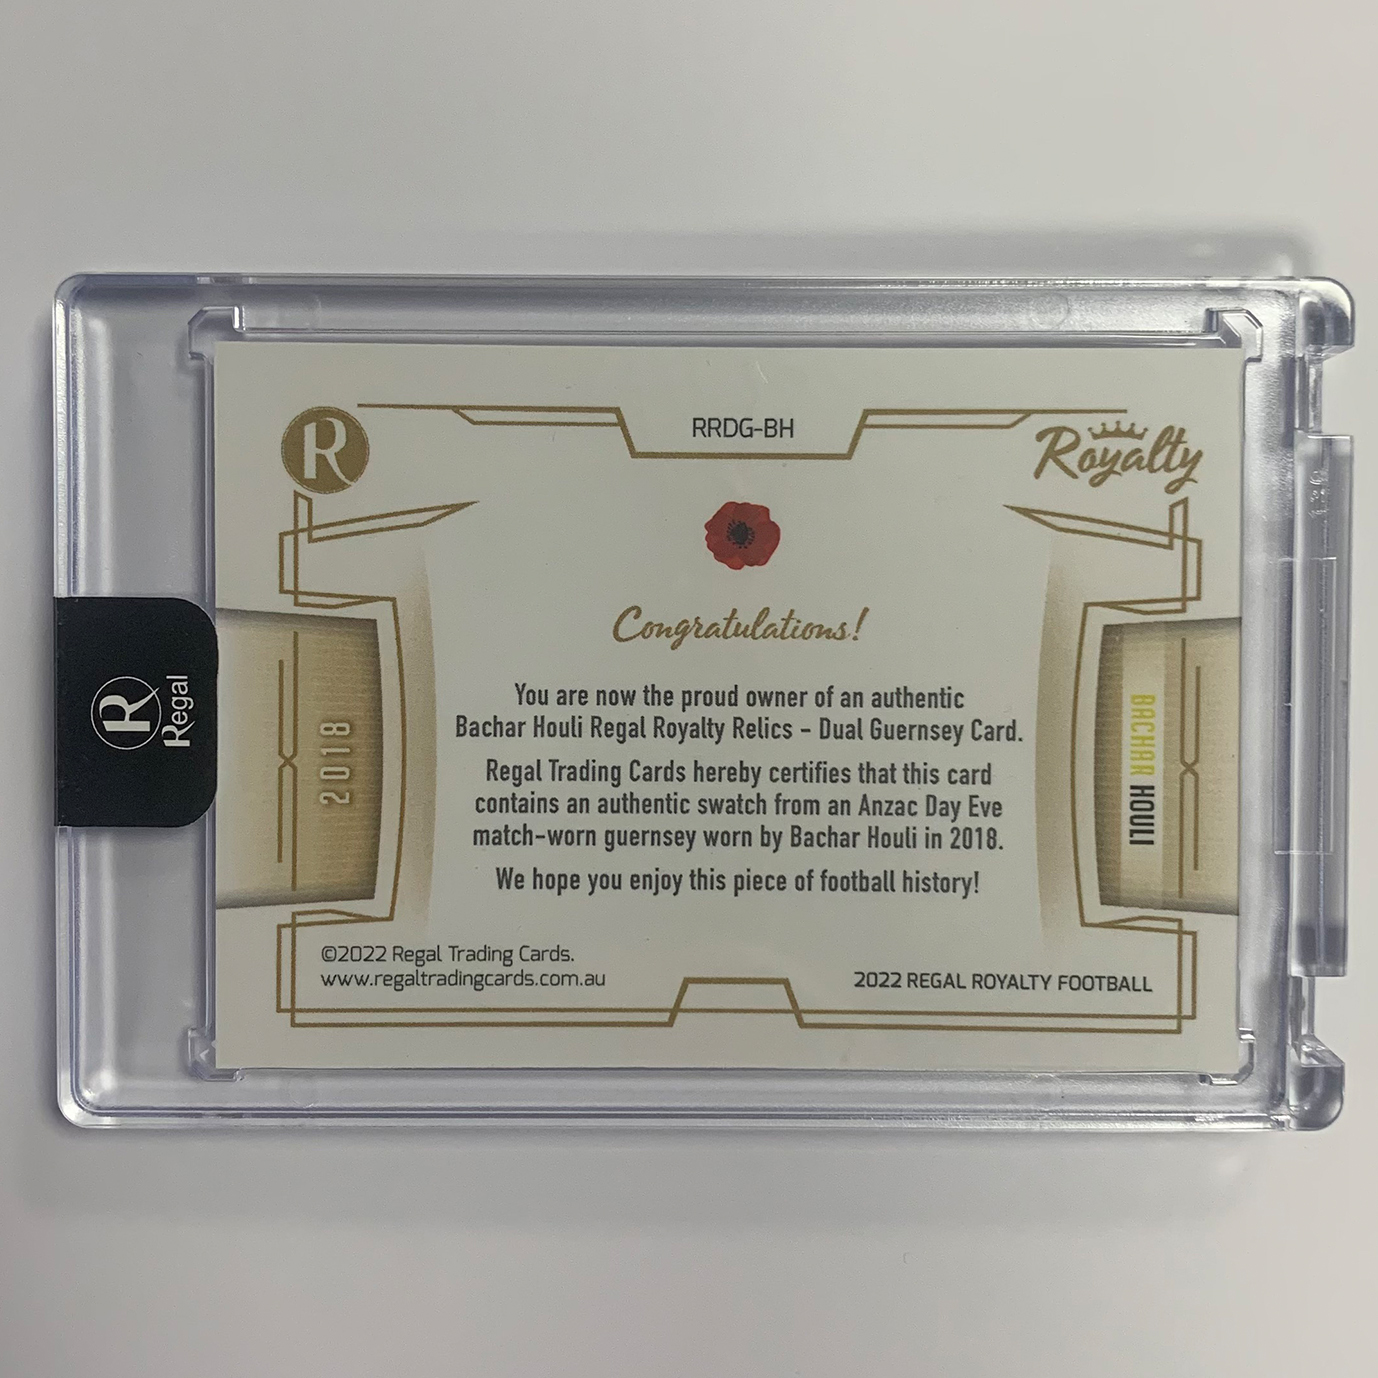 RRDG-BH
R
Royalty
Congratulations!
You are now the proud owner of an authentic
Bachar Houli Regal Royalty Relics - Dual Guernsey Card.
Regal Trading Cards hereby certifies that this card
contains an authentic swatch from an Anzac Day Eve
match-worn guernsey worn by Bachar Houli in 2018.
We hope you enjoy this piece of football history!
2018
BACHAR HOULI
©2022 Regal Trading Cards.
www.regaltradingcards.com.au
2022 REGAL ROYALTY FOOTBALL
R
Regal